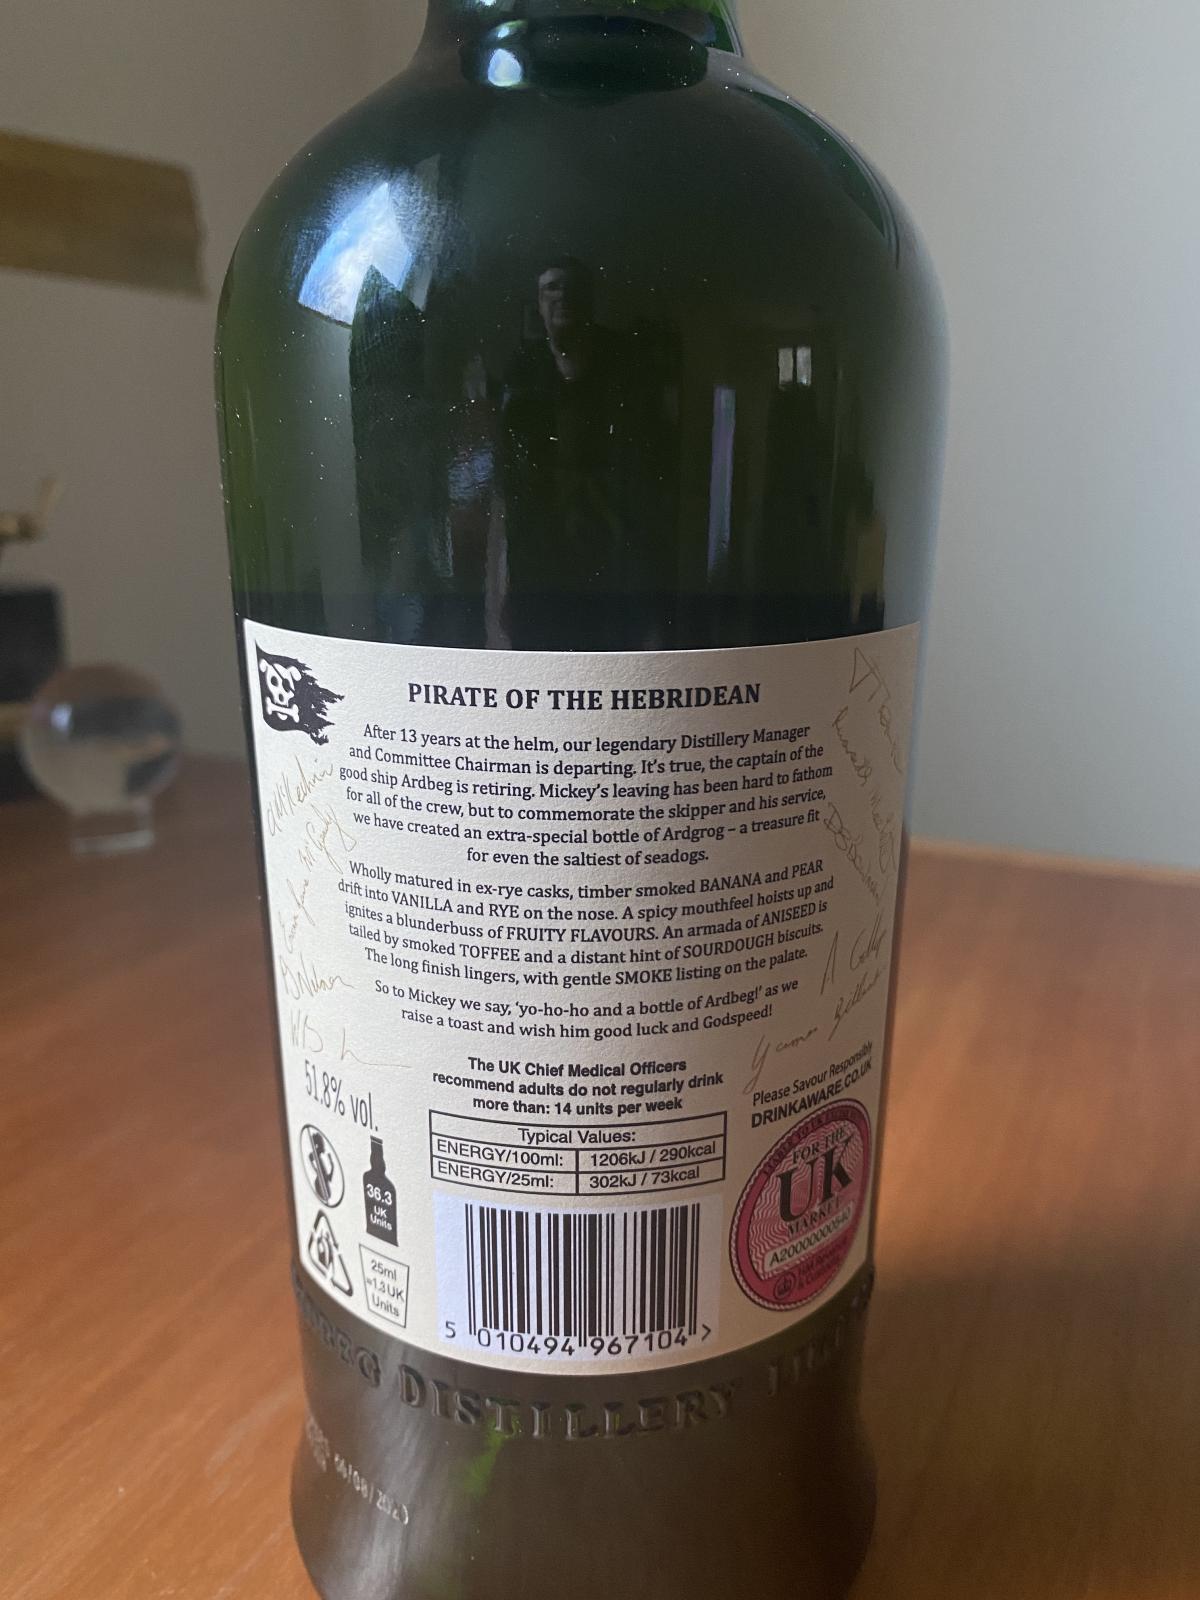 PIRATE OF THE HEBRIDEAN
After 13 years at the helm, our legendary Distillery Manager
and Committee Chairman is departing. It's true, the captain of the
good ship Ardbeg is retiring. Mickey's leaving has been hard to fathom
for all of the crew, but to commemorate the skipper and his service,
we have created an extra-special bottle of Ardgrog – a treasure fit
for even the saltiest of seadogs.
Wholly matured in ex-rye casks, timber smoked BANANA and PEAR
drift into VANILLA and RYE on the nose. A spicy mouthfeel hoists up and
ignites a blunderbuss of FRUITY FLAVOURS. An armada of ANISEED is
tailed by smoked TOFFEE and a distant hint of SOURDOUGH biscuits.
The long finish lingers, with gentle SMOKE listing on the palate.
So to Mickey we say, 'yo-ho-ho and a bottle of Ardbeg!' as we
raise a toast and wish him good luck and Godspeed!
51.8% VOL.
The UK Chief Medical Officers
recommend adults do not regularly drink
more than: 14 units per week
Please Savour Responsibly
DRINKAWARE.CO.UK
Typical Values:
ENERGY/100ml: 1206kJ / 290kcal
ENERGY/25ml: 302kJ / 73kcal
36.3
UK
Units
25ml
=1.3 UK
Units
FOR THE
UK
MARKET
5 010494 967104 >
DISTILLERY